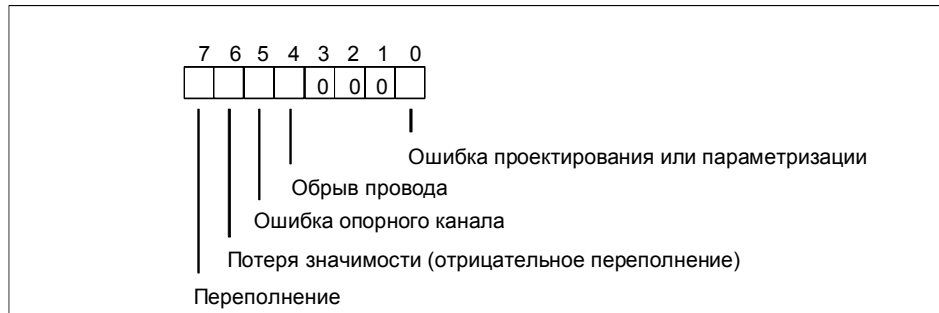 7 6 5 4 3 2 1 0
0 0 0
Ошибка проектирования или параметризации
Обрыв провода
Ошибка опорного канала
Потеря значимости (отрицательное переполнение)
Переполнение